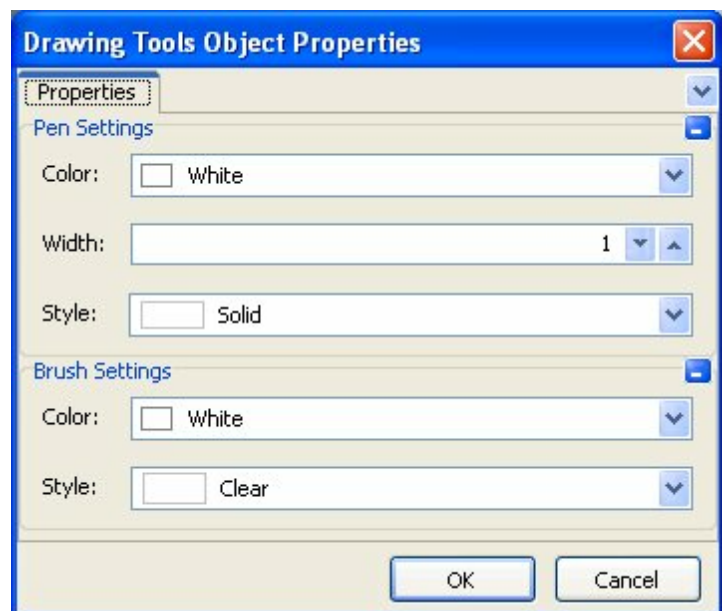 Drawing Tools Object Properties
Properties
Pen Settings
Color: White
Width: 1
Style: Solid
Brush Settings
Color: White
Style: Clear
OK Cancel